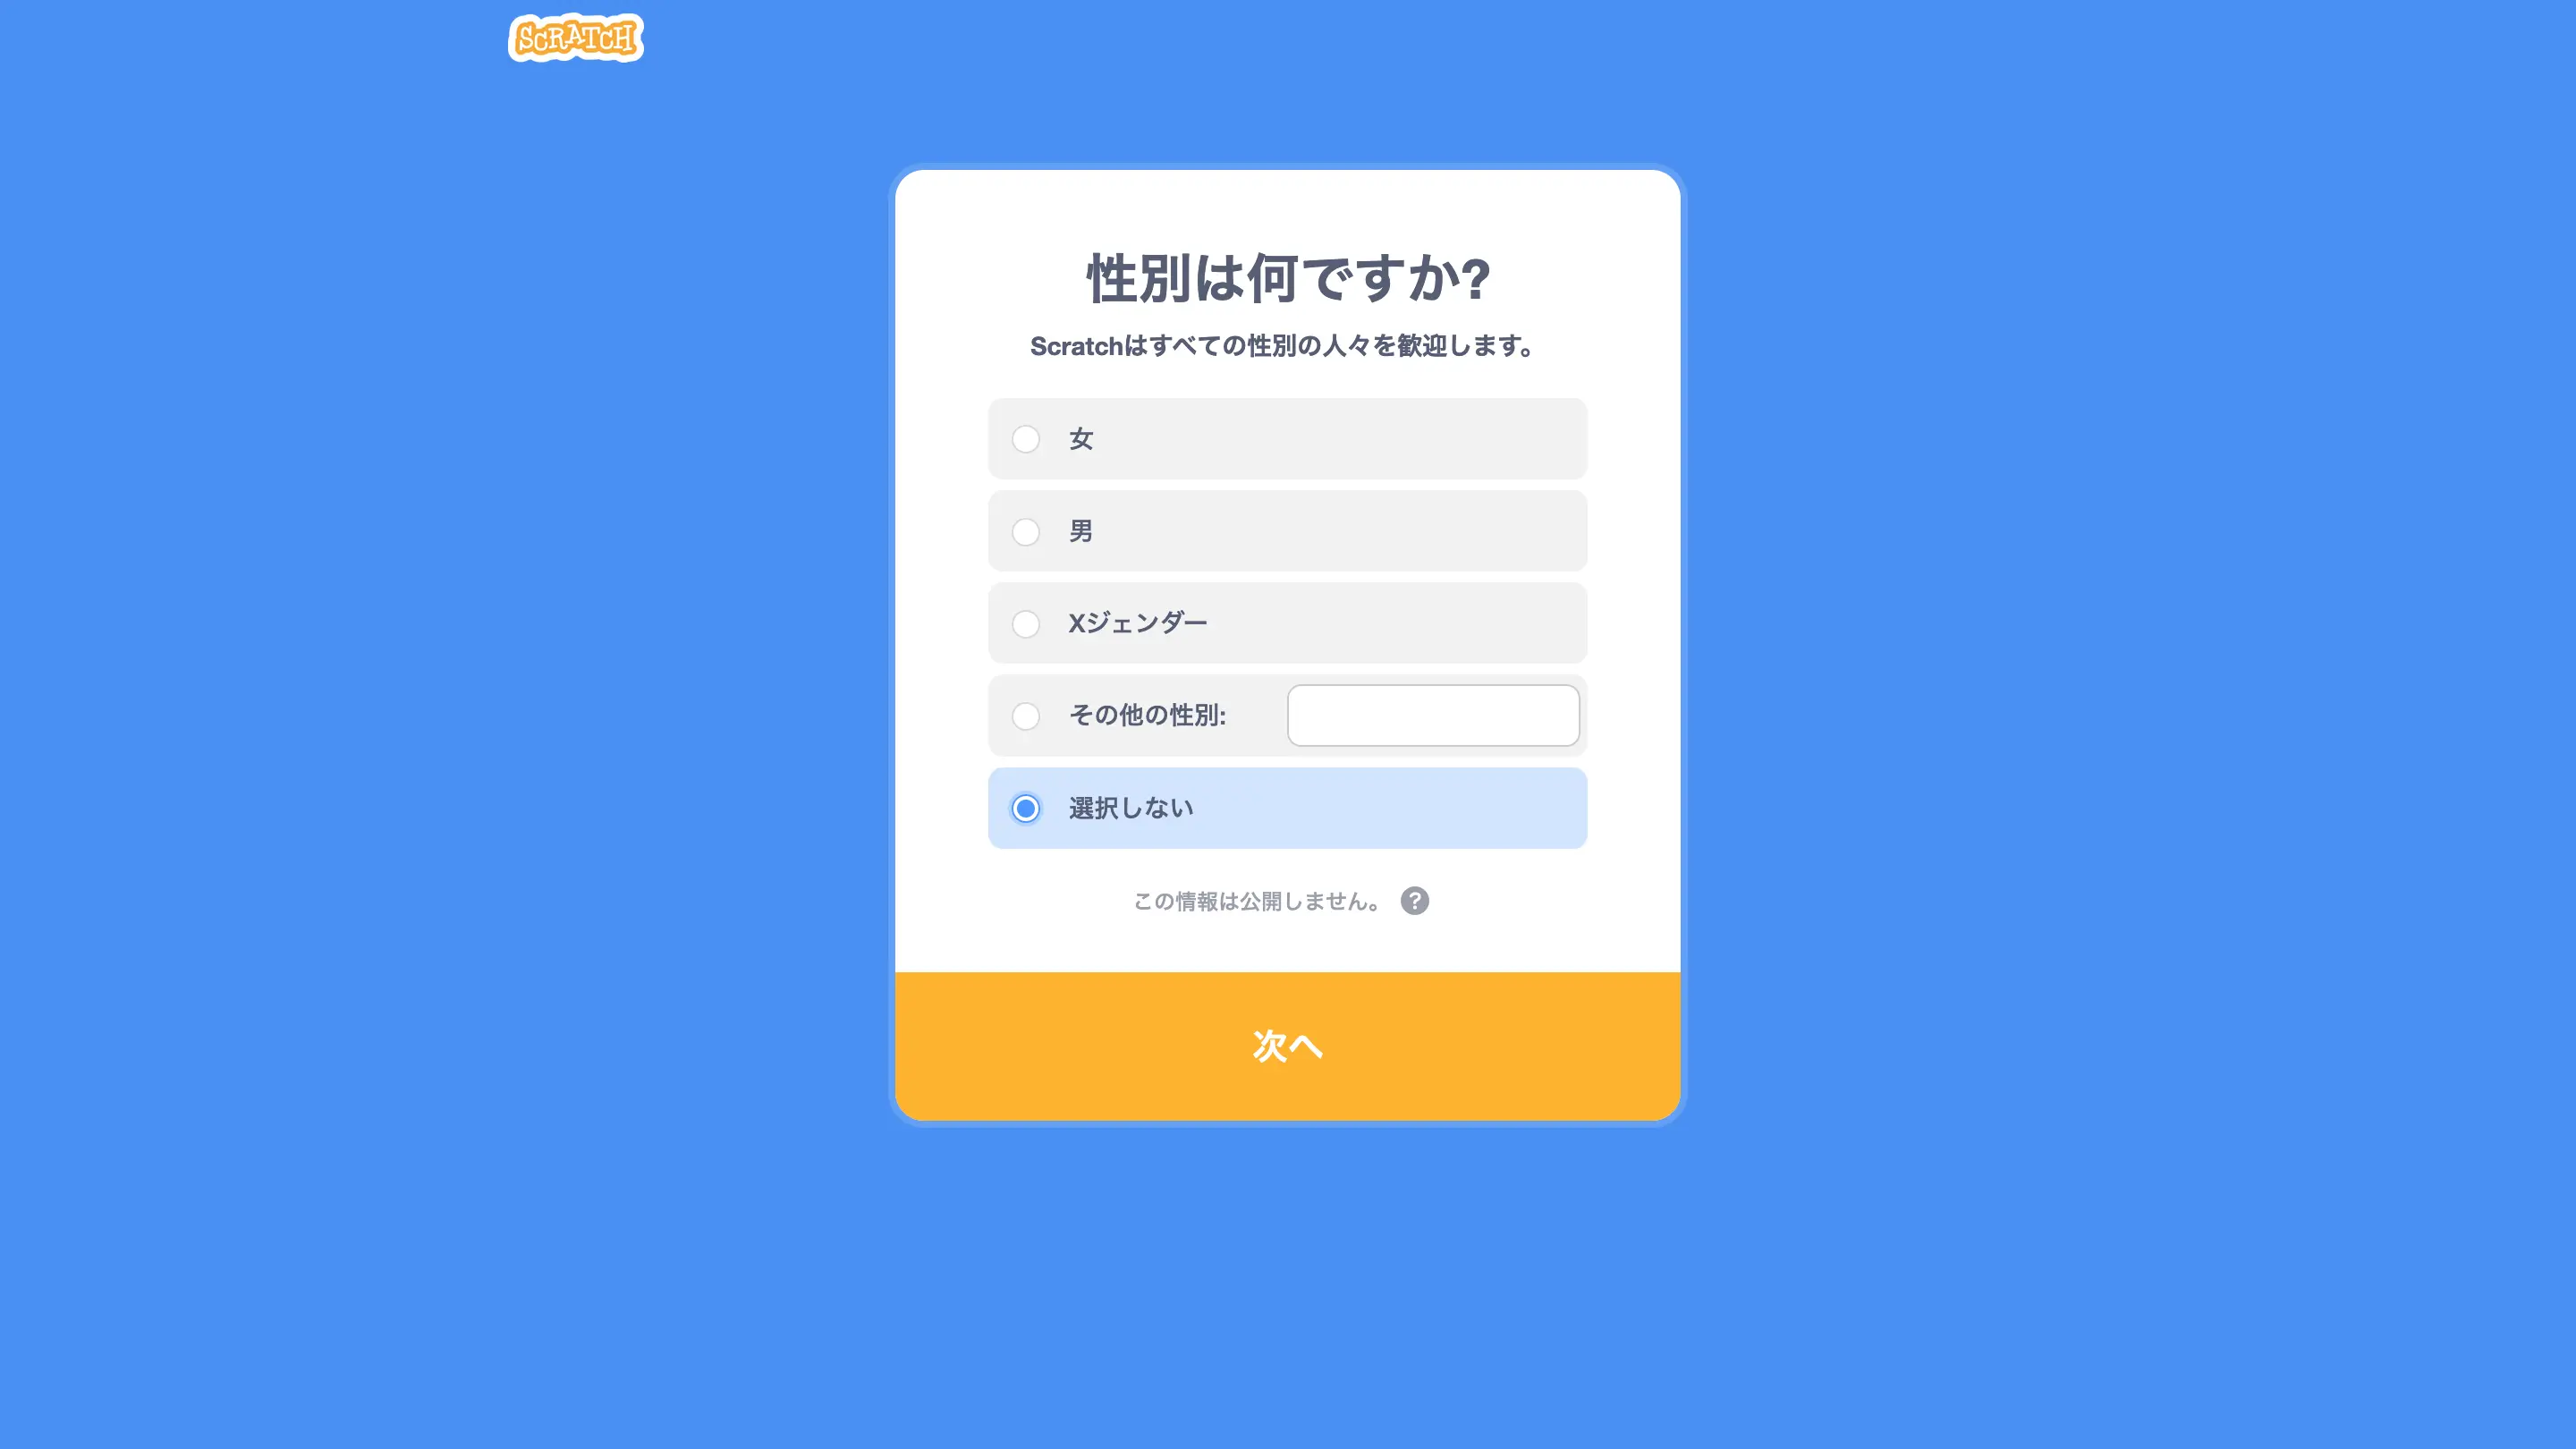 SCRATCH
性別は何ですか?
Scratchはすべての性別の人々を歓迎します。
女
男
Xジェンダー
その他の性別:
選択しない
この情報は公開しません。 ?
次へ